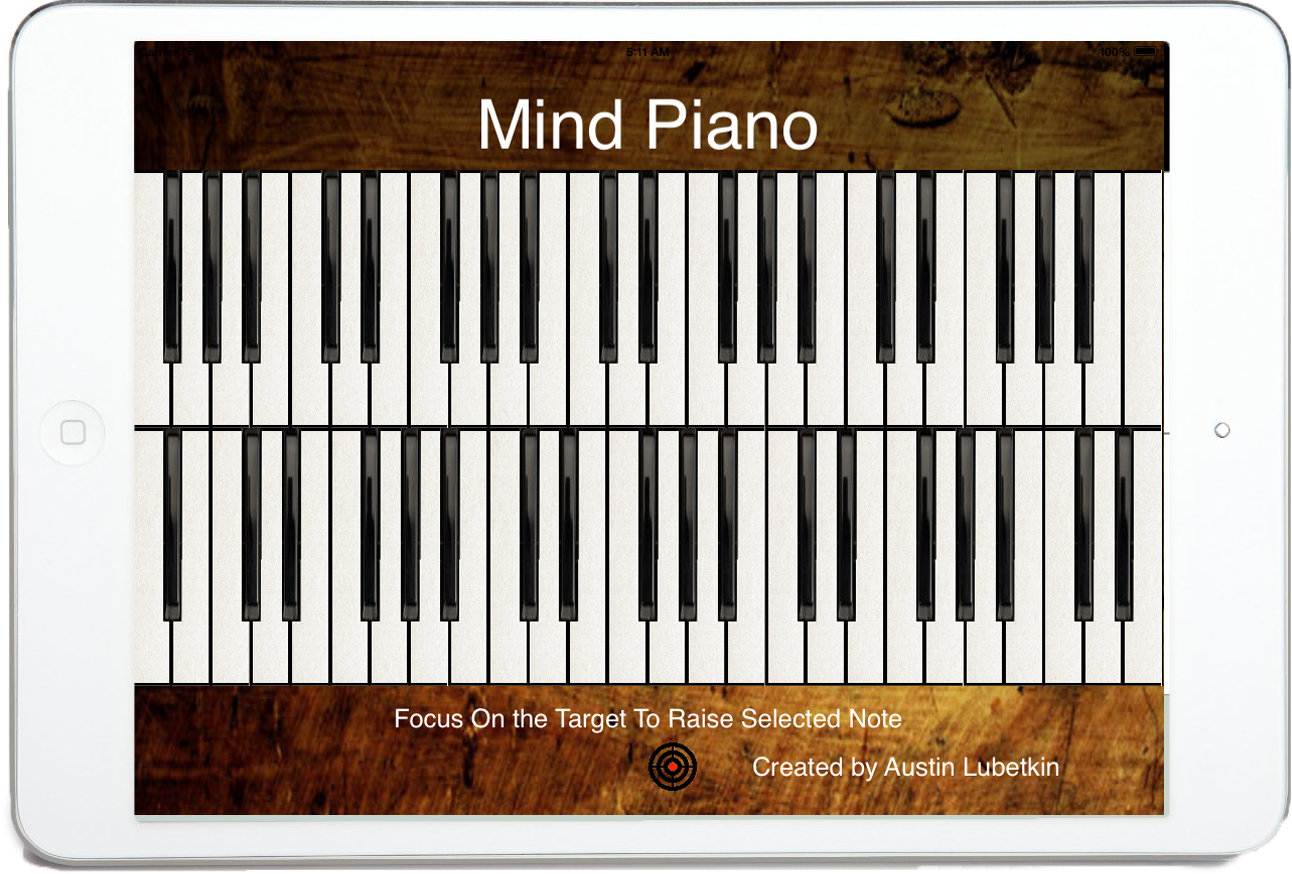 5:11 AM
100%
Mind Piano
Focus On the Target To Raise Selected Note
Created by Austin Lubetkin